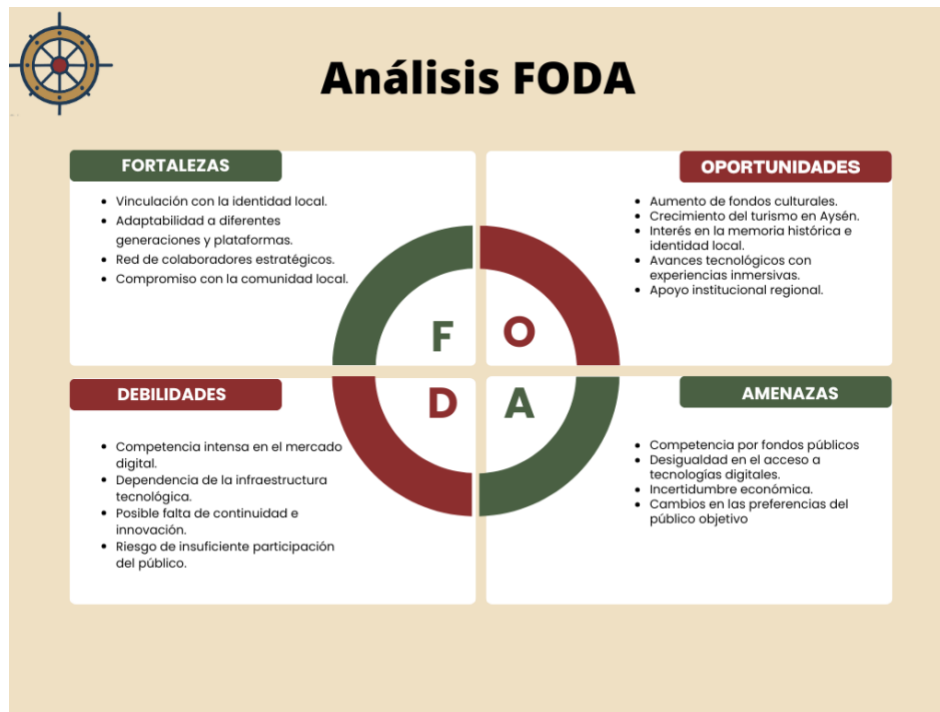 Análisis FODA
FORTALEZAS
• Vinculación con la identidad local.
• Adaptabilidad a diferentes
generaciones y plataformas.
• Red de colaboradores estratégicos.
• Compromiso con la comunidad local.
OPORTUNIDADES
• Aumento de fondos culturales.
• Crecimiento del turismo en Aysén.
• Interés en la memoria histórica e
identidad local.
• Avances tecnológicos con
experiencias inmersivas.
• Apoyo institucional regional.
F
O
D
A
DEBILIDADES
• Competencia intensa en el mercado
digital.
• Dependencia de la infraestructura
tecnológica.
• Posible falta de continuidad e
innovación.
• Riesgo de insuficiente participación
del público.
AMENAZAS
• Competencia por fondos públicos
• Desigualdad en el acceso a
tecnologías digitales.
• Incertidumbre económica.
• Cambios en las preferencias del
público objetivo